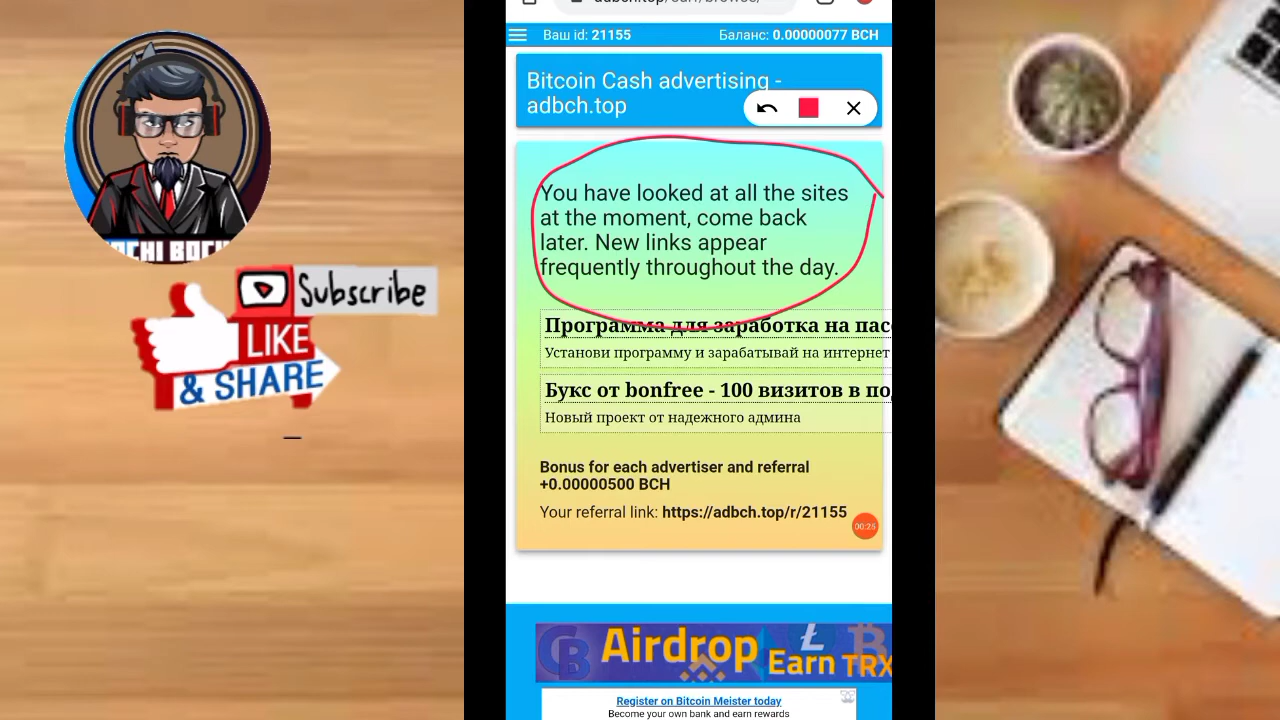 Ваш id: 21155
Баланс: 0.00000077 BCH
Bitcoin Cash advertising -
adbch.top
You have looked at all the sites
at the moment, come back
later. New links appear
frequently throughout the day.
Программа для заработка на
Установи программу и зарабатывай на интернет
Букс от bonfree - 100 визитов в
Новый проект от надежного админа
Bonus for each advertiser and referral
+0.00000500 BCH
Your referral link: https://adbch.top/r/21155
00:25
Airdrop
Earn TRX
Register on Bitcoin Meister today
Become your own bank and earn rewards
Subscribe
LIKE
& SHARE